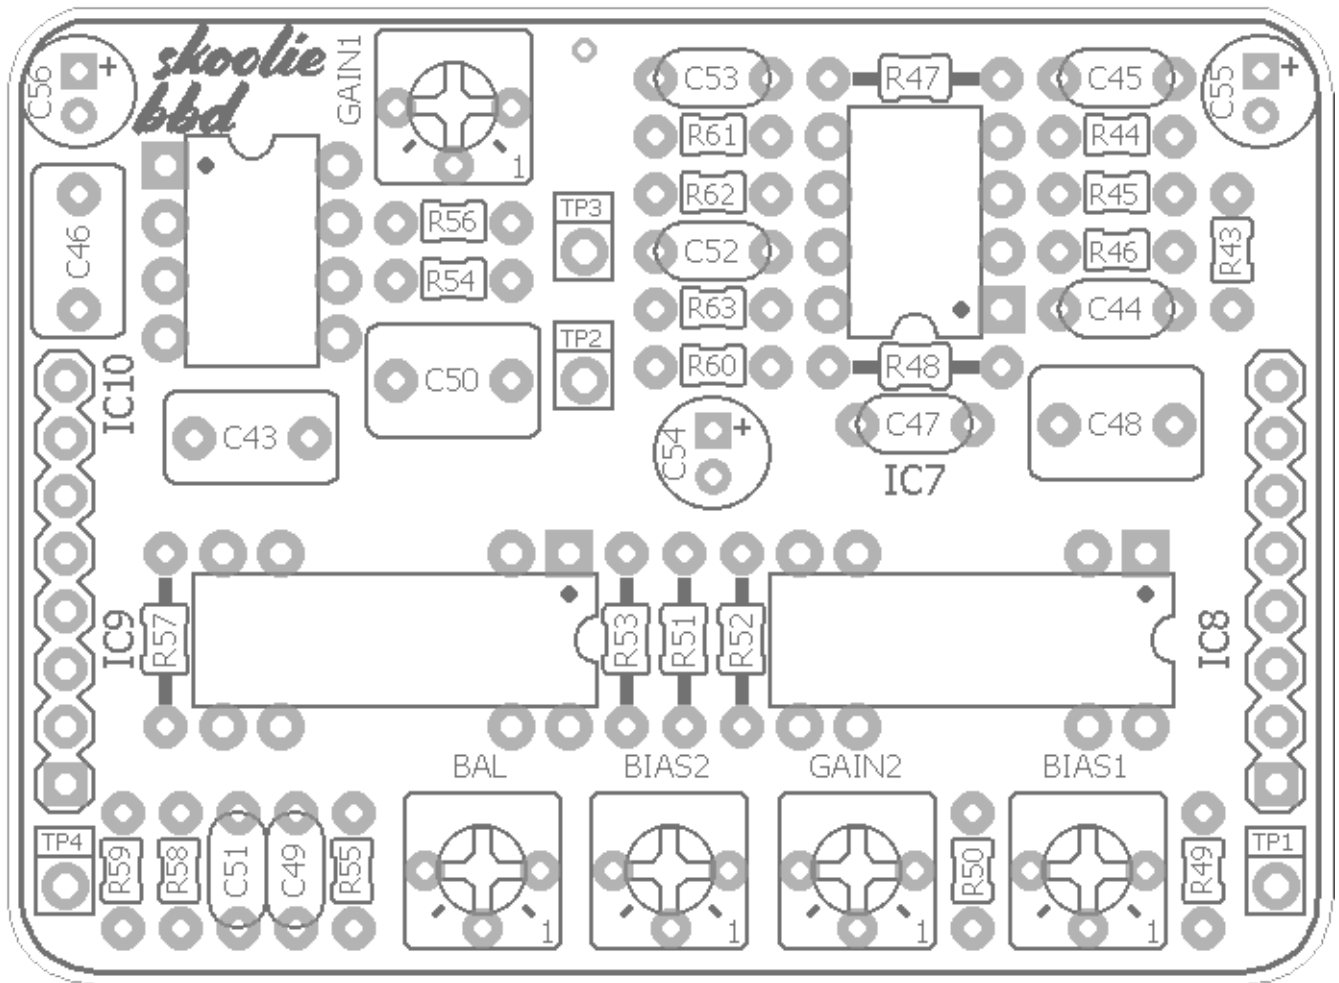 skoolie
bbd
C56
+
GAIN1
1
C53
R47
C45
C55
+
R61
R44
R62
R45
C46
R56
TP3
C52
R46
R43
R54
R63
C44
TP2
R60
R48
IC10
C50
C43
C54
+
C47
C48
IC7
IC9
R57
R53
R51
R52
IC8
BAL
BIAS2
GAIN2
BIAS1
TP4
R59
R58
C51
C49
R55
1
1
1
R50
1
R49
TP1